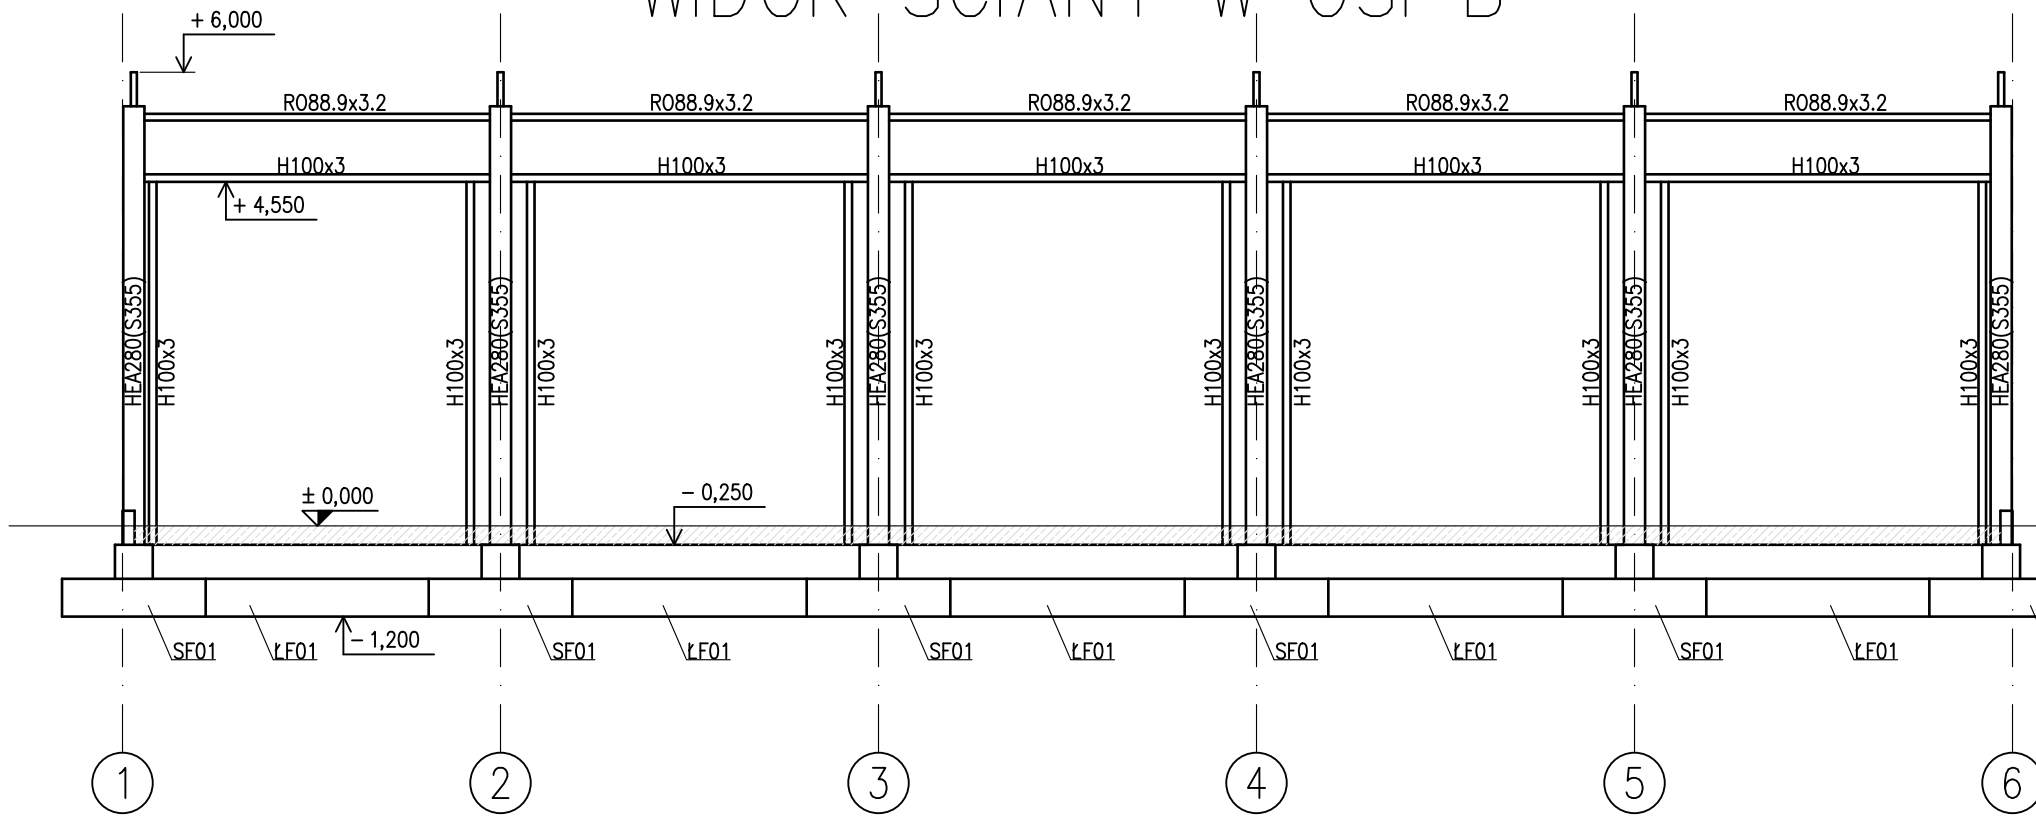 WIDOK ŚCIANY W OSI B
+ 6,000
RO88.9x3.2 RO88.9x3.2 RO88.9x3.2 RO88.9x3.2 RO88.9x3.2
H100x3 H100x3 H100x3 H100x3 H100x3
+ 4,550
HEA280(S355) H100x3 H100x3 HEA280(S355) H100x3 H100x3 HEA280(S355) H100x3 H100x3 HEA280(S355) H100x3 H100x3 HEA280(S355) H100x3 H100x3 HEA280(S355)
± 0,000 - 0,250
- 1,200
SF01 ŁF01 SF01 ŁF01 SF01 ŁF01 SF01 ŁF01 SF01 ŁF01
1 2 3 4 5 6